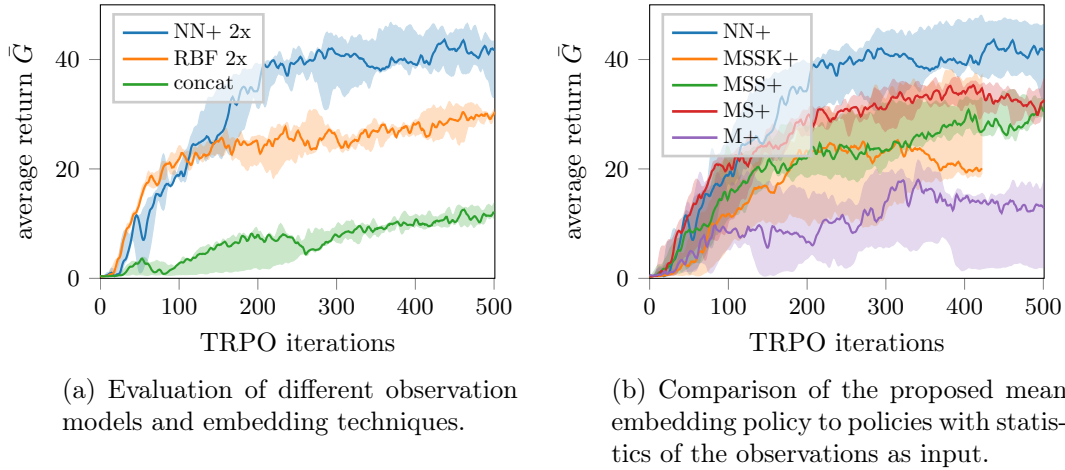 average return Ḡ
40
20
0
NN+ 2x
RBF 2x
concat
0
100
200
300
400
500
TRPO iterations
(a) Evaluation of different observation
models and embedding techniques.
average return Ḡ
40
20
0
NN+
MSSK+
MSS+
MS+
M+
0
100
200
300
400
500
TRPO iterations
(b) Comparison of the proposed mean
embedding policy to policies with statis-
tics of the observations as input.